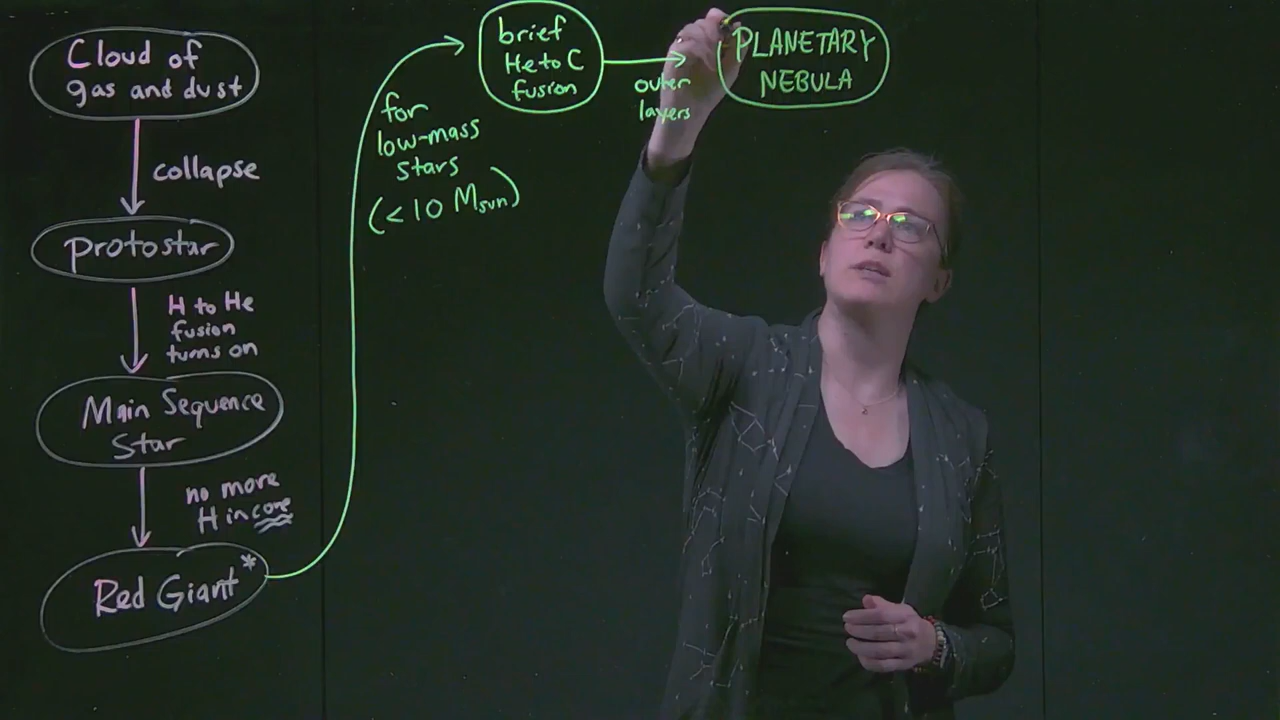 Cloud of
gas and dust
collapse
protostar
H to He
fusion
turns on
Main Sequence
Star
no more
H in core
Red Giant*
for
low-mass
stars
(< 10 Msun)
brief
He to C
fusion
outer
layers
PLANETARY
NEBULA